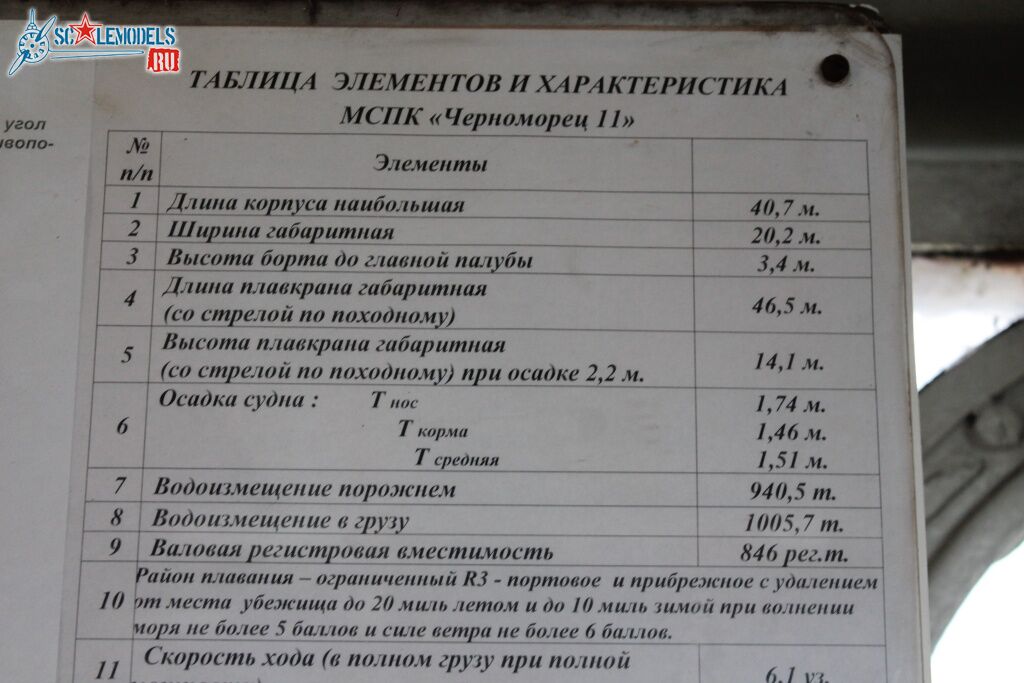 SCALEMODELS
RU
угол
ТАБЛИЦА ЭЛЕМЕНТОВ И ХАРАКТЕРИСТИКА
МСПК «Черноморец 11»
№ п/п Элементы
1 Длина корпуса наибольшая 40,7 м.
2 Ширина габаритная 20,2 м.
3 Высота борта до главной палубы 3,4 м.
4 Длина плавкрана габаритная
(со стрелой по походному) 46,5 м.
5 Высота плавкрана габаритная
(со стрелой по походному) при осадке 2,2 м. 14,1 м.
6 Осадка судна : Т нос 1,74 м.
Т корма 1,46 м.
Т средняя 1,51 м.
7 Водоизмещение порожнем 940,5 т.
8 Водоизмещение в грузу 1005,7 т.
9 Валовая регистровая вместимость 846 рег.т.
10 Район плавания – ограниченный R3 - портовое и прибрежное с удалением
от места убежища до 20 миль летом и до 10 миль зимой при волнении
моря не более 5 баллов и силе ветра не более 6 баллов.
11 Скорость хода (в полном грузу при полной
6,1 уз.